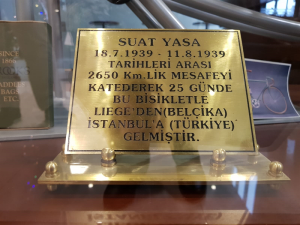 SUAT YASA
18.7.1939 - 11.8.1939
TARİHLERİ ARASI
2650 Km.LİK MESAFEYİ
KATEDEREK 25 GÜNDE
BU BİSİKLETLE
LIEGE'DEN(BELÇİKA)
İSTANBUL'A (TÜRKİYE)
GELMİŞTİR.